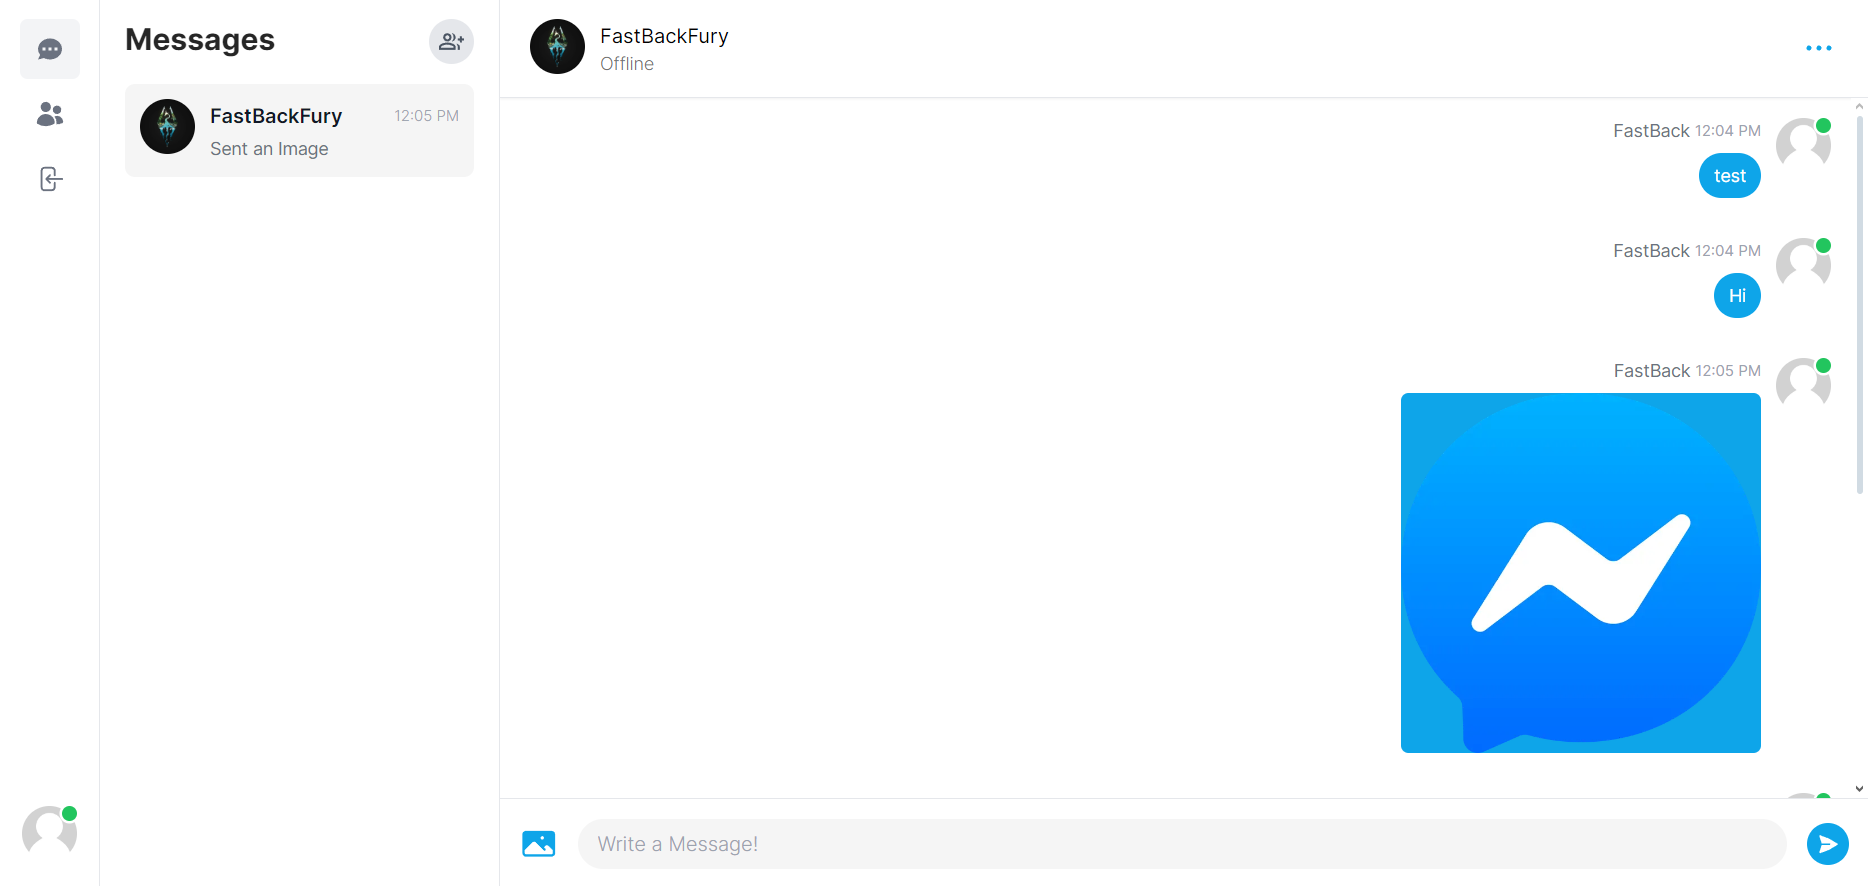 Messages
FastBackFury 12:05 PM
Sent an Image
FastBackFury
Offline
FastBack 12:04 PM
test
FastBack 12:04 PM
Hi
FastBack 12:05 PM
Write a Message!